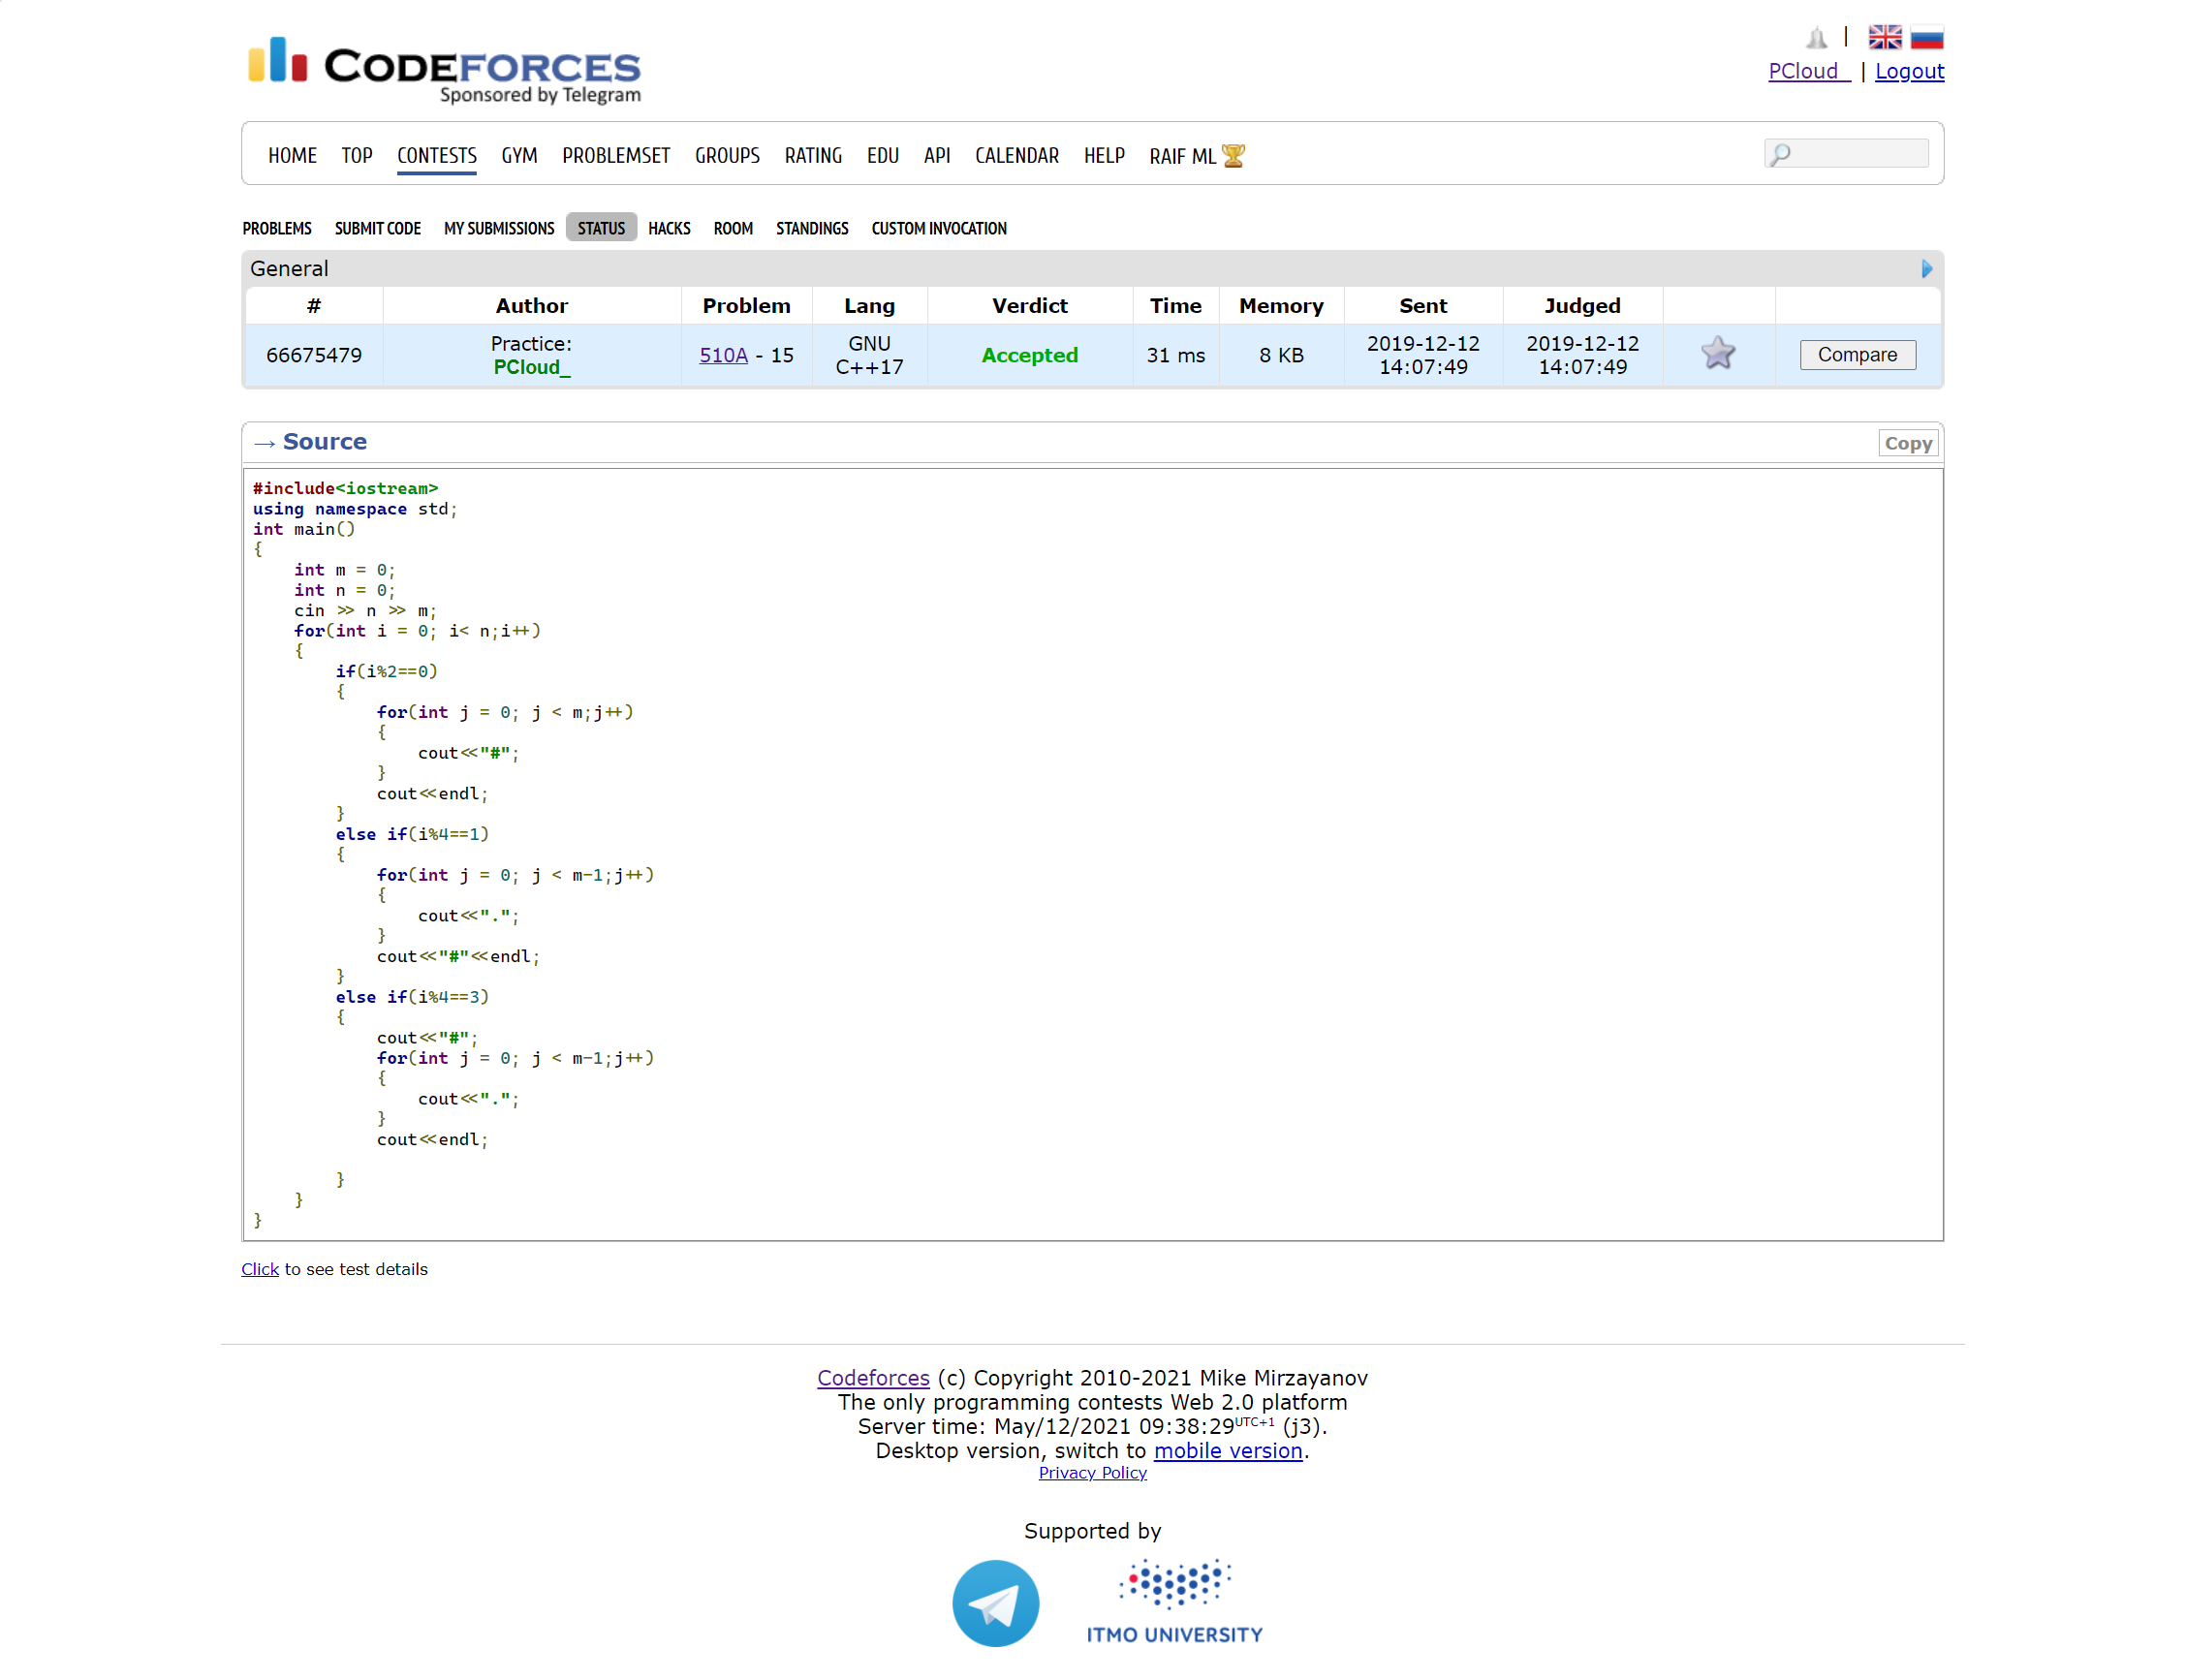 CODEFORCES
Sponsored by Telegram
|
PCloud_ | Logout
HOME TOP CONTESTS GYM PROBLEMSET GROUPS RATING EDU API CALENDAR HELP RAIF ML
PROBLEMS SUBMIT CODE MY SUBMISSIONS STATUS HACKS ROOM STANDINGS CUSTOM INVOCATION
General
# Author Problem Lang Verdict Time Memory Sent Judged
66675479 Practice: PCloud_ 510A - 15 GNU C++17 Accepted 31 ms 8 KB 2019-12-12 14:07:49 2019-12-12 14:07:49 Compare
→ Source Copy
#include<iostream>
using namespace std;
int main()
{
    int m = 0;
    int n = 0;
    cin >> n >> m;
    for(int i = 0; i< n;i++)
    {
        if(i%2==0)
        {
            for(int j = 0; j < m;j++)
            {
                cout<<"#";
            }
            cout<<endl;
        }
        else if(i%4==1)
        {
            for(int j = 0; j < m-1;j++)
            {
                cout<<".";
            }
            cout<<"#"<<endl;
        }
        else if(i%4==3)
        {
            cout<<"#";
            for(int j = 0; j < m-1;j++)
            {
                cout<<".";
            }
            cout<<endl;

        }
    }
}
Click to see test details
Codeforces (c) Copyright 2010-2021 Mike Mirzayanov
The only programming contests Web 2.0 platform
Server time: May/12/2021 09:38:29UTC+1 (j3).
Desktop version, switch to mobile version.
Privacy Policy
Supported by
ITMO UNIVERSITY